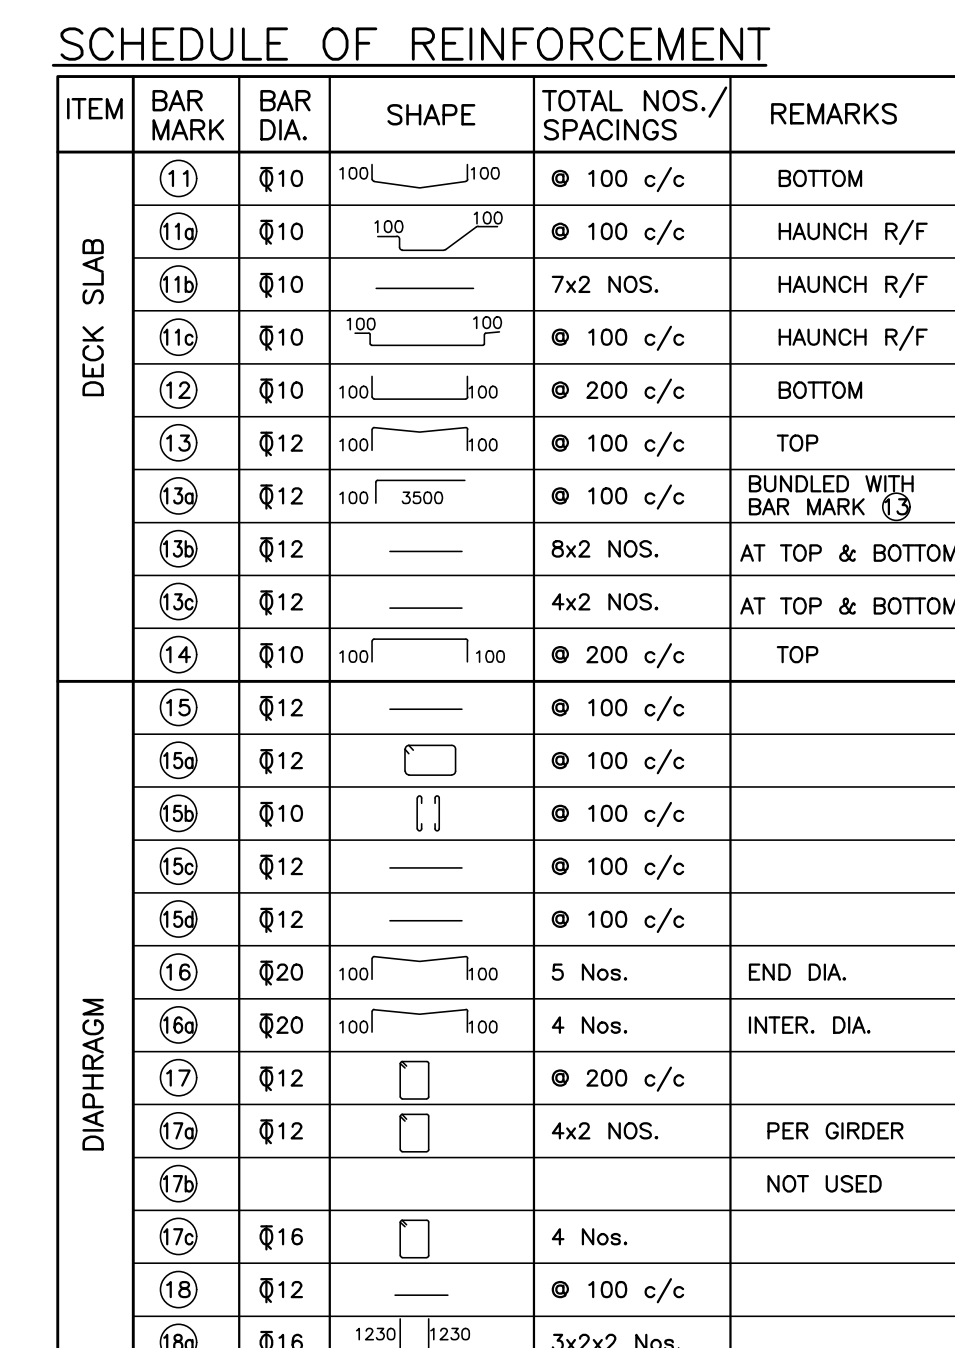 SCHEDULE OF REINFORCEMENT
ITEM BAR MARK BAR DIA. SHAPE TOTAL NOS./ SPACINGS REMARKS
DECK SLAB
11 Φ10 100 100 @ 100 c/c BOTTOM
11a Φ10 100 100 @ 100 c/c HAUNCH R/F
11b Φ10 7x2 NOS. HAUNCH R/F
11c Φ10 100 100 @ 100 c/c HAUNCH R/F
12 Φ10 100 100 @ 200 c/c BOTTOM
13 Φ12 100 100 @ 100 c/c TOP
13a Φ12 100 3500 @ 100 c/c BUNDLED WITH BAR MARK 13
13b Φ12 8x2 NOS. AT TOP & BOTTOM
13c Φ12 4x2 NOS. AT TOP & BOTTOM
14 Φ10 100 100 @ 200 c/c TOP
DIAPHRAGM
15 Φ12 @ 100 c/c
15a Φ12 @ 100 c/c
15b Φ10 @ 100 c/c
15c Φ12 @ 100 c/c
15d Φ12 @ 100 c/c
16 Φ20 100 100 5 Nos. END DIA.
16a Φ20 100 100 4 Nos. INTER. DIA.
17 Φ12 @ 200 c/c
17a Φ12 4x2 NOS. PER GIRDER
17b NOT USED
17c Φ16 4 Nos.
18 Φ12 @ 100 c/c
18a Φ16 1230 1230 3x2x2 Nos.